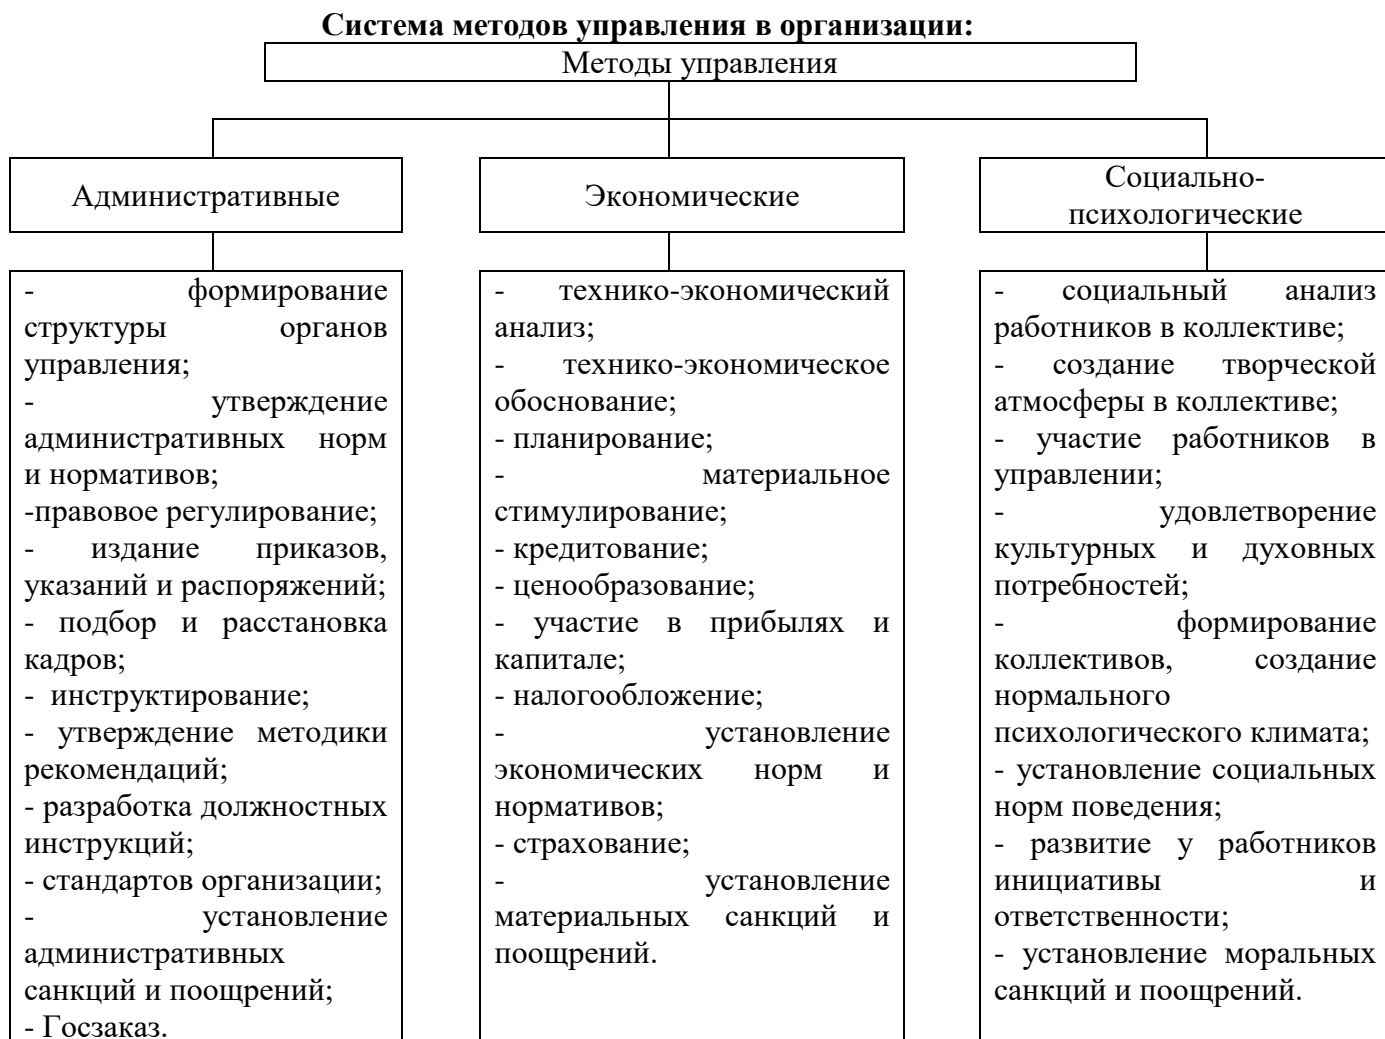 Система методов управления в организации:
Методы управления
Административные
Экономические
Социально-
психологические
- формирование
структуры органов
управления;
- утверждение
административных норм
и нормативов;
-правовое регулирование;
- издание приказов,
указаний и распоряжений;
- подбор и расстановка
кадров;
- инструктирование;
- утверждение методики
рекомендаций;
- разработка должностных
инструкций;
- стандартов организации;
- установление
административных
санкций и поощрений;
- Госзаказ.
- технико-экономический
анализ;
- технико-экономическое
обоснование;
- планирование;
- материальное
стимулирование;
- кредитование;
- ценообразование;
- участие в прибылях и
капитале;
- налогообложение;
- установление
экономических норм и
нормативов;
- страхование;
- установление
материальных санкций и
поощрений.
- социальный анализ
работников в коллективе;
- создание творческой
атмосферы в коллективе;
- участие работников в
управлении;
- удовлетворение
культурных и духовных
потребностей;
- формирование
коллективов, создание
нормального
психологического климата;
- установление социальных
норм поведения;
- развитие у работников
инициативы и
ответственности;
- установление моральных
санкций и поощрений.